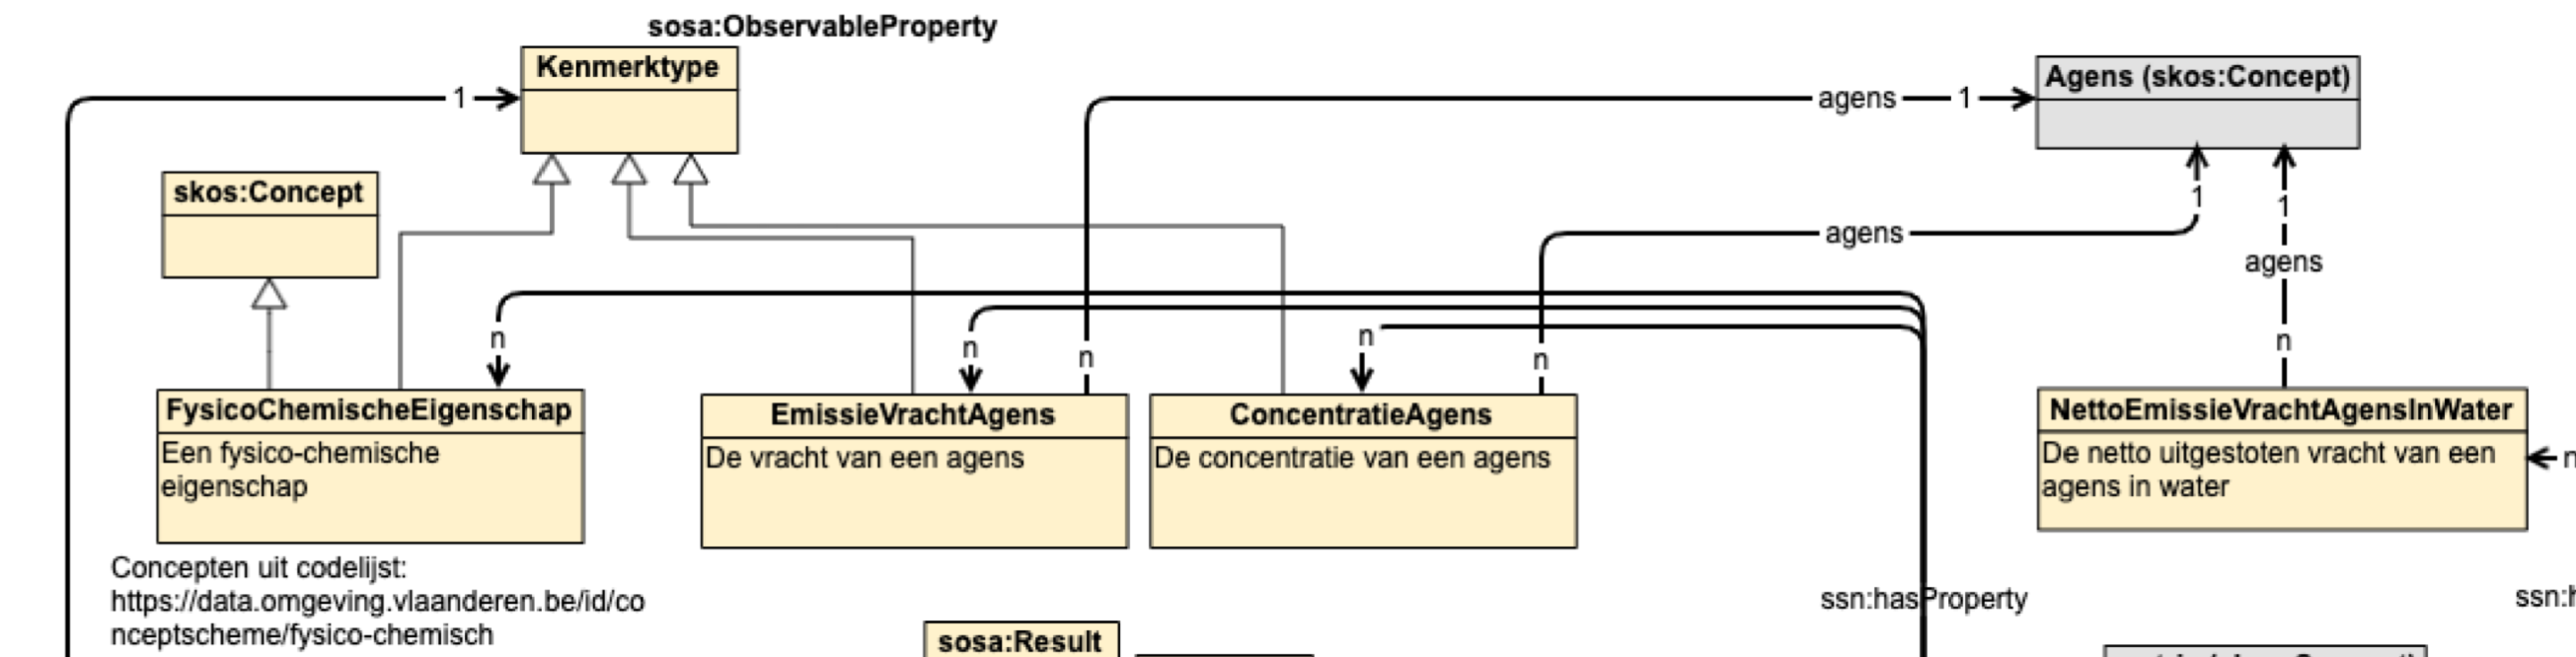 sosa:ObservableProperty
Kenmerktype
Agens (skos:Concept)
1
agens
1
skos:Concept
1
1
agens
agens
n
n
n
n
n
n
FysicoChemischeEigenschap
Een fysico-chemische
eigenschap
EmissieVrachtAgens
De vracht van een agens
ConcentratieAgens
De concentratie van een agens
NettoEmissieVrachtAgensInWater
De netto uitgestoten vracht van een
agens in water
Concepten uit codelijst:
https://data.omgeving.vlaanderen.be/id/co
nceptscheme/fysico-chemisch
ssn:hasProperty
sosa:Result